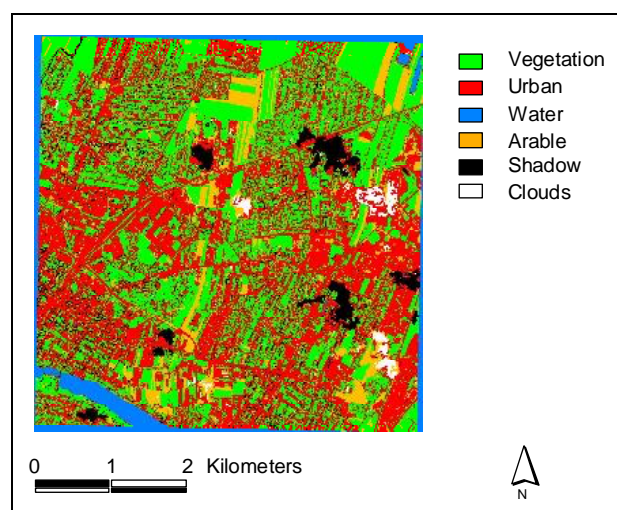 Vegetation
Urban
Water
Arable
Shadow
Clouds
0 1 2 Kilometers
N